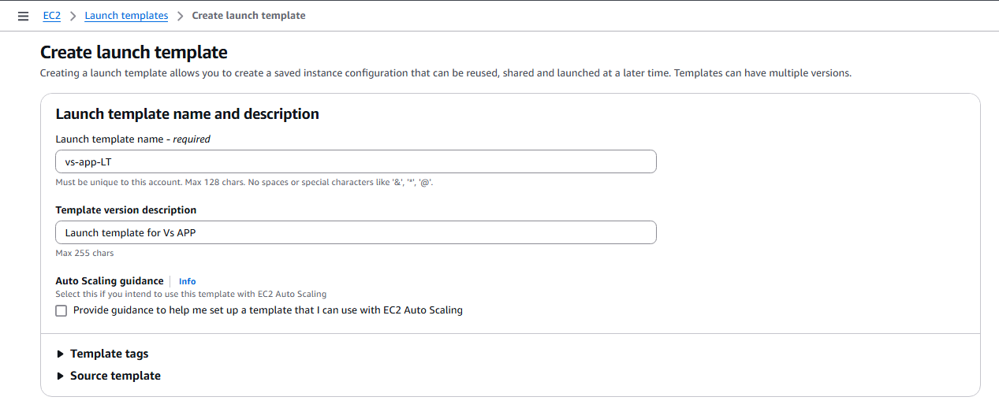 EC2 > Launch templates > Create launch template
Create launch template
Creating a launch template allows you to create a saved instance configuration that can be reused, shared and launched at a later time. Templates can have multiple versions.
Launch template name and description
Launch template name - required
vs-app-LT
Must be unique to this account. Max 128 chars. No spaces or special characters like '&', '*', '@'.
Template version description
Launch template for Vs APP
Max 255 chars
Auto Scaling guidance | Info
Select this if you intend to use this template with EC2 Auto Scaling
Provide guidance to help me set up a template that I can use with EC2 Auto Scaling
Template tags
Source template